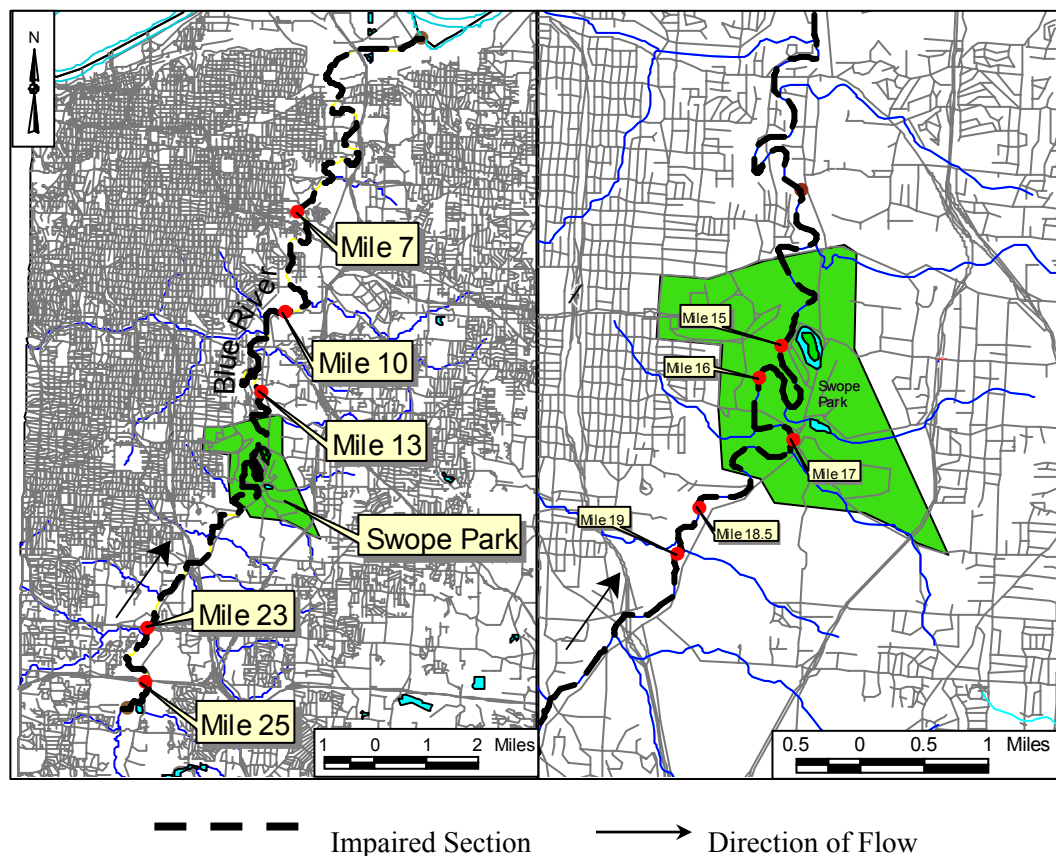 N
Blue River
Mile 7
Mile 10
Mile 13
Swope Park
Mile 23
Mile 25
1 0 1 2 Miles
Mile 15
Mile 16
Swope
Park
Mile 17
Mile 18.5
Mile 19
0.5 0 0.5 1 Miles
Impaired Section
Direction of Flow